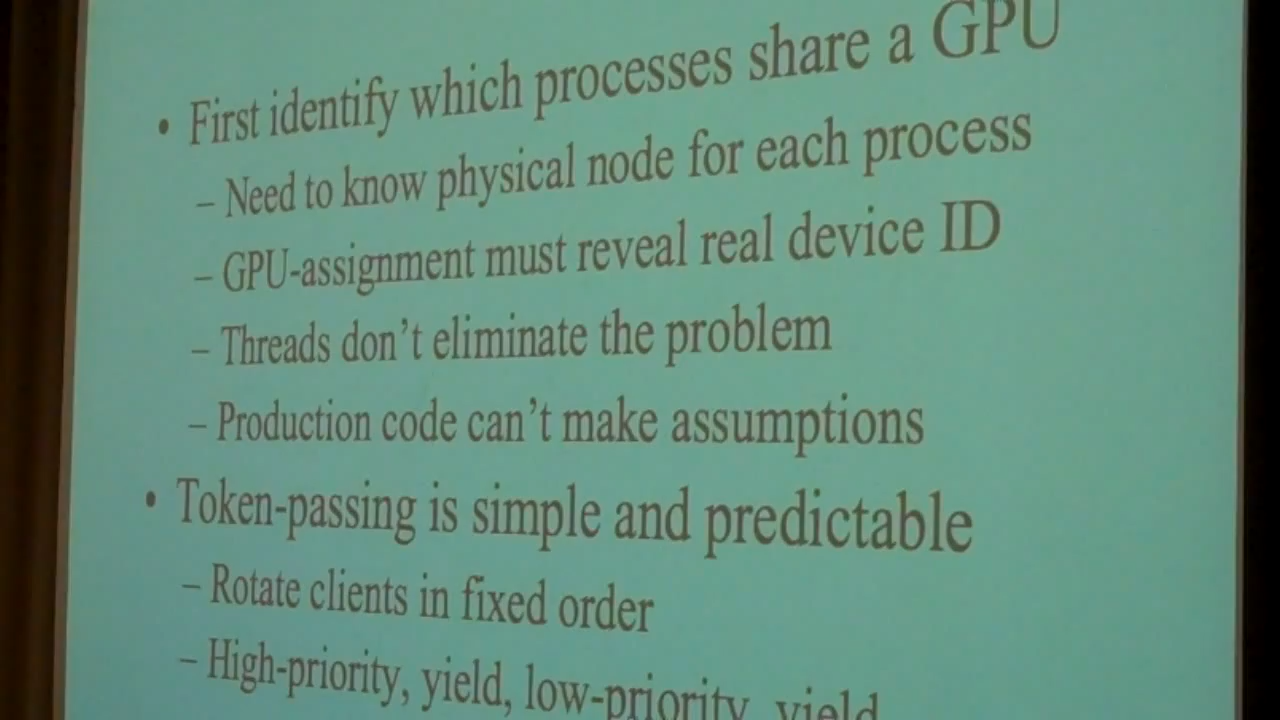 • First identify which processes share a GPU
– Need to know physical node for each process
– GPU-assignment must reveal real device ID
– Threads don't eliminate the problem
– Production code can't make assumptions
• Token-passing is simple and predictable
– Rotate clients in fixed order
– High-priority, yield, low-priority, yield